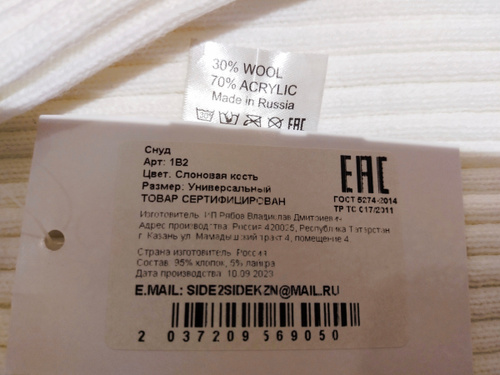 30% WOOL
70% ACRYLIC
Made in Russia
30° EAC
Снуд
Арт: 1В2
Цвет. Слоновая кость
Размер: Универсальный
ТОВАР СЕРТИФИЦИРОВАН
EAC
ГОСТ 5274-2014
ТР ТС 017/2011
Изготовитель ИП Рябов Владислав Дмитриевич
Адрес производства: Россия 420035, Республика Татарстан
г. Казань ул. Мамадышский тракт 4, помещение 4
Страна изготовитель Россия
Состав. 95% хлопок, 5% лайкра
Дата производства 10.09.2023
E.MAIL: SIDE2SIDEKZN@MAIL.RU
2 037209 569050